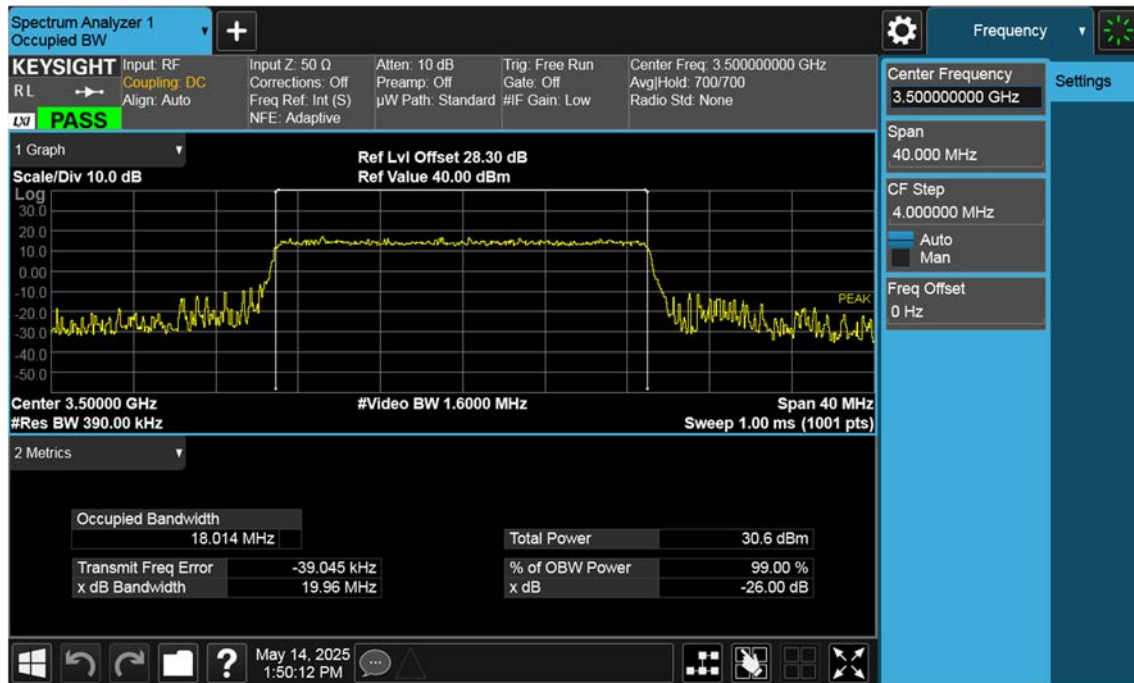 Spectrum Analyzer 1
Occupied BW
+
Frequency
KEYSIGHT
RL
LXI PASS
Input: RF
Coupling: DC
Align: Auto
Input Z: 50 Ω
Corrections: Off
Freq Ref: Int (S)
NFE: Adaptive
Atten: 10 dB
Preamp: Off
µW Path: Standard
Trig: Free Run
Gate: Off
#IF Gain: Low
Center Freq: 3.500000000 GHz
Avg|Hold: 700/700
Radio Std: None
Center Frequency
3.500000000 GHz
Settings
Span
40.000 MHz
CF Step
4.000000 MHz
Auto
Man
Freq Offset
0 Hz
1 Graph
Scale/Div 10.0 dB
Ref Lvl Offset 28.30 dB
Ref Value 40.00 dBm
Log
30.0
20.0
10.0
0.00
-10.0
-20.0
-30.0
-40.0
-50.0
PEAK
Center 3.50000 GHz
#Res BW 390.00 kHz
#Video BW 1.6000 MHz
Span 40 MHz
Sweep 1.00 ms (1001 pts)
2 Metrics
Occupied Bandwidth
18.014 MHz
Transmit Freq Error -39.045 kHz
x dB Bandwidth 19.96 MHz
Total Power 30.6 dBm
% of OBW Power 99.00 %
x dB -26.00 dB
?
May 14, 2025
1:50:12 PM